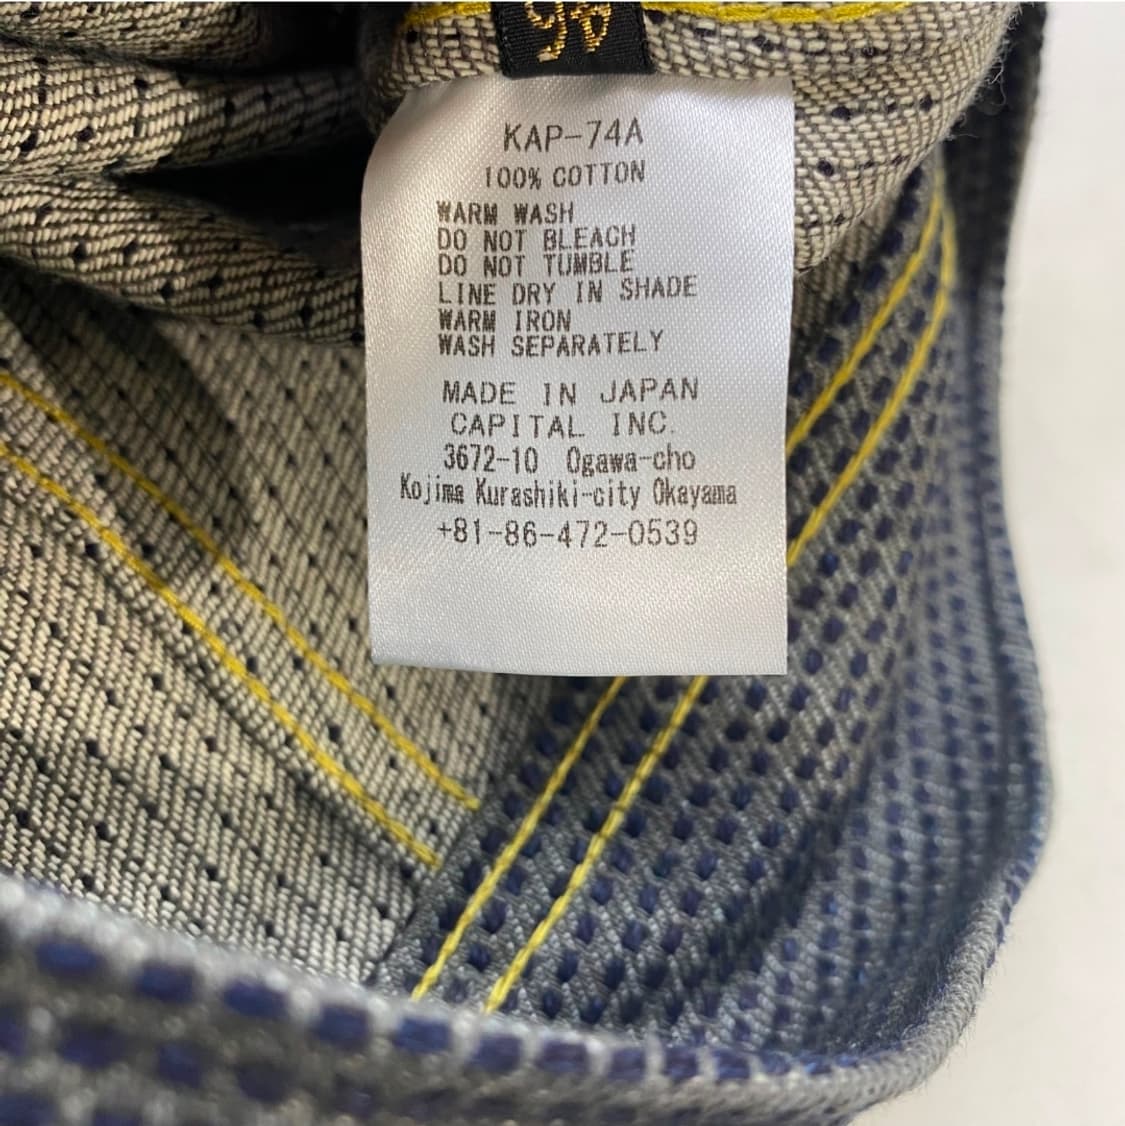 KAP-74A
100% COTTON
WARM WASH
DO NOT BLEACH
DO NOT TUMBLE
LINE DRY IN SHADE
WARM IRON
WASH SEPARATELY
MADE IN JAPAN
CAPITAL INC.
3672-10 Ogawa-cho
Kojima Kurashiki-city Okayama
+81-86-472-0539